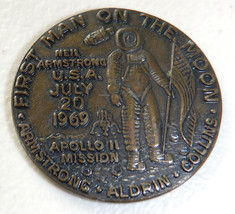 FIRST MAN ON THE MOON
NEIL
ARMSTRONG
U.S.A.
JULY
20
1969
APOLLO 11
MISSION
ARMSTRONG · ALDRIN · COLLINS